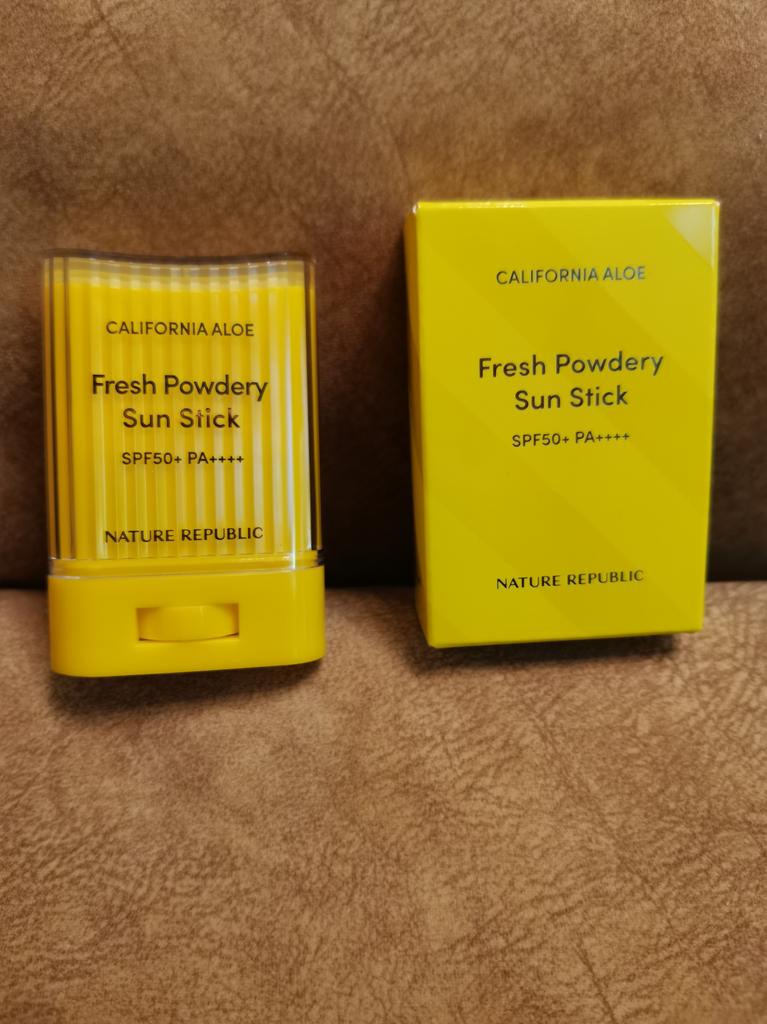 CALIFORNIA ALOE
Fresh Powdery
Sun Stick
SPF50+ PA++++
NATURE REPUBLIC
CALIFORNIA ALOE
Fresh Powdery
Sun Stick
SPF50+ PA++++
NATURE REPUBLIC